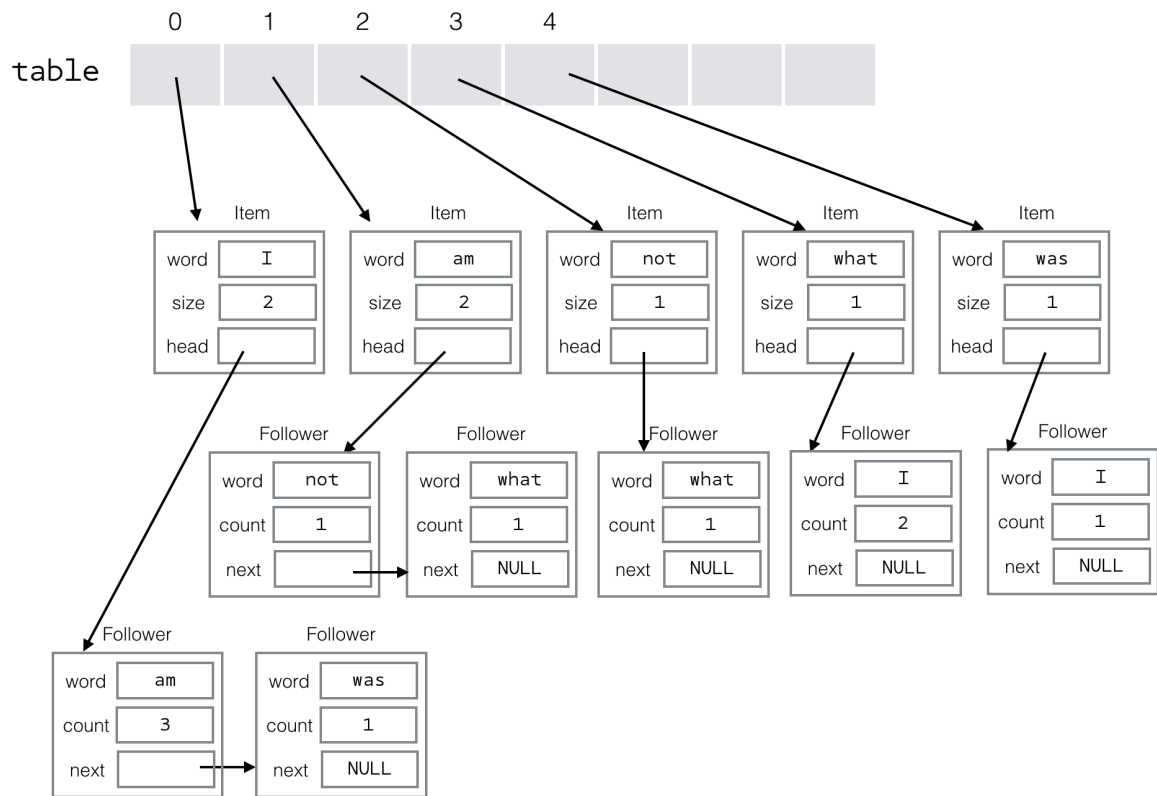 0 1 2 3 4
table
Item Item Item Item Item
word I word am word not word what word was
size 2 size 2 size 1 size 1 size 1
head head head head head
Follower Follower Follower Follower Follower
word not word what word what word I word I
count 1 count 1 count 1 count 2 count 1
next next NULL next NULL next NULL next NULL
Follower Follower
word am word was
count 3 count 1
next next NULL